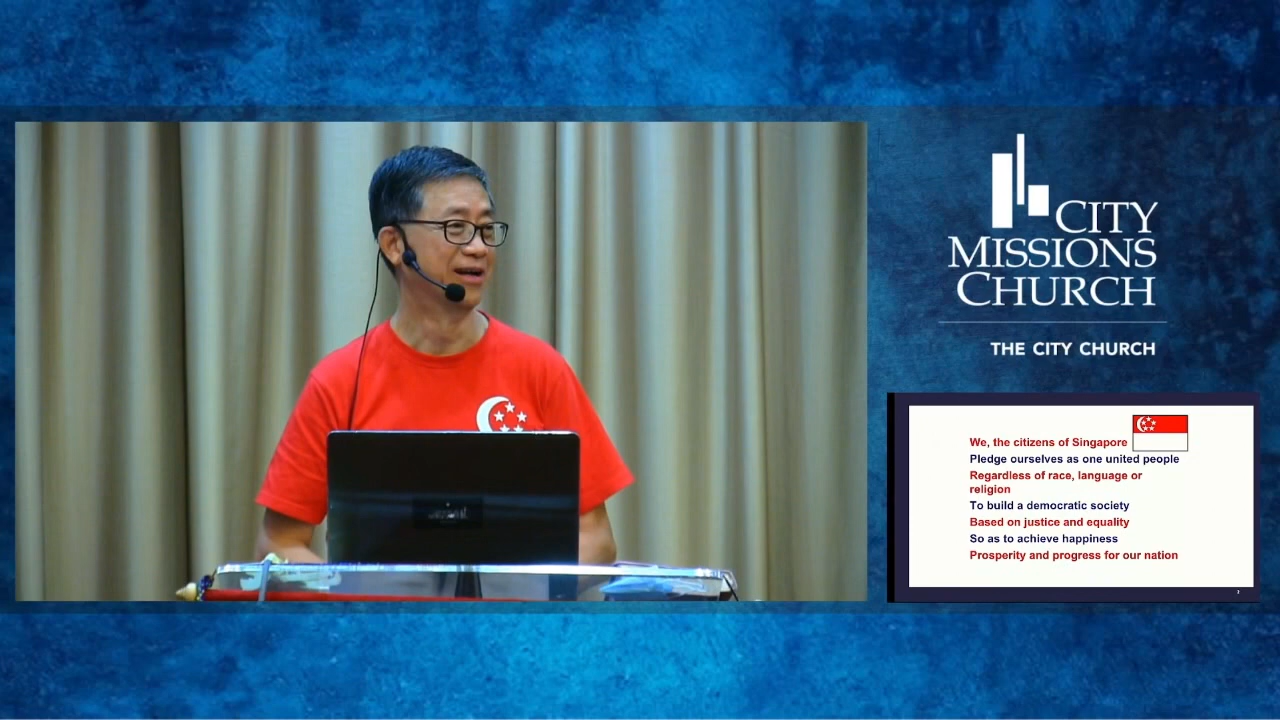 CITY
MISSIONS
CHURCH
THE CITY CHURCH
We, the citizens of Singapore
Pledge ourselves as one united people
Regardless of race, language or
religion
To build a democratic society
Based on justice and equality
So as to achieve happiness
Prosperity and progress for our nation